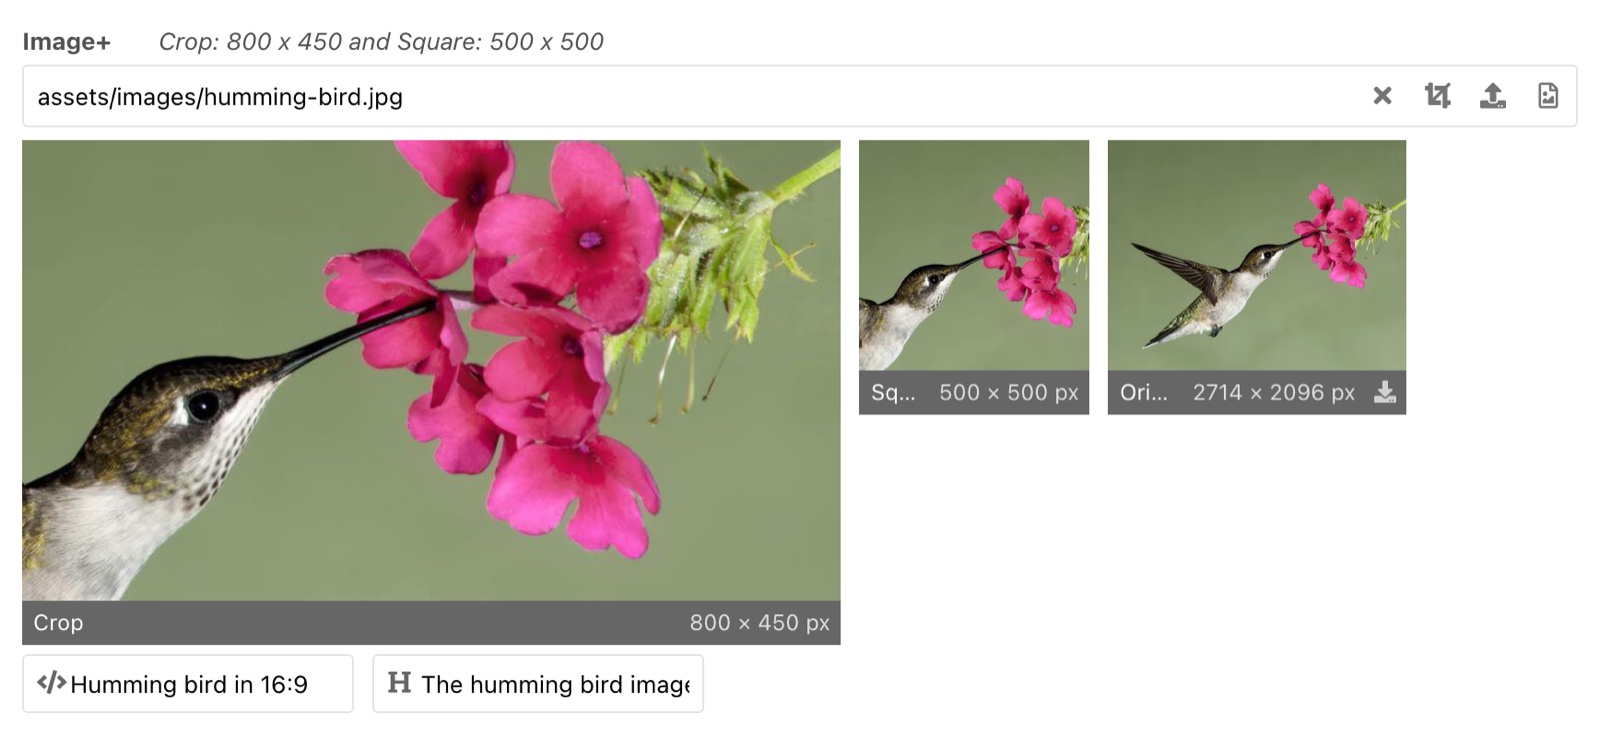 Image+ Crop: 800 x 450 and Square: 500 x 500
assets/images/humming-bird.jpg
Sq... 500 × 500 px
Ori... 2714 × 2096 px
Crop 800 × 450 px
</> Humming bird in 16:9
H The humming bird image